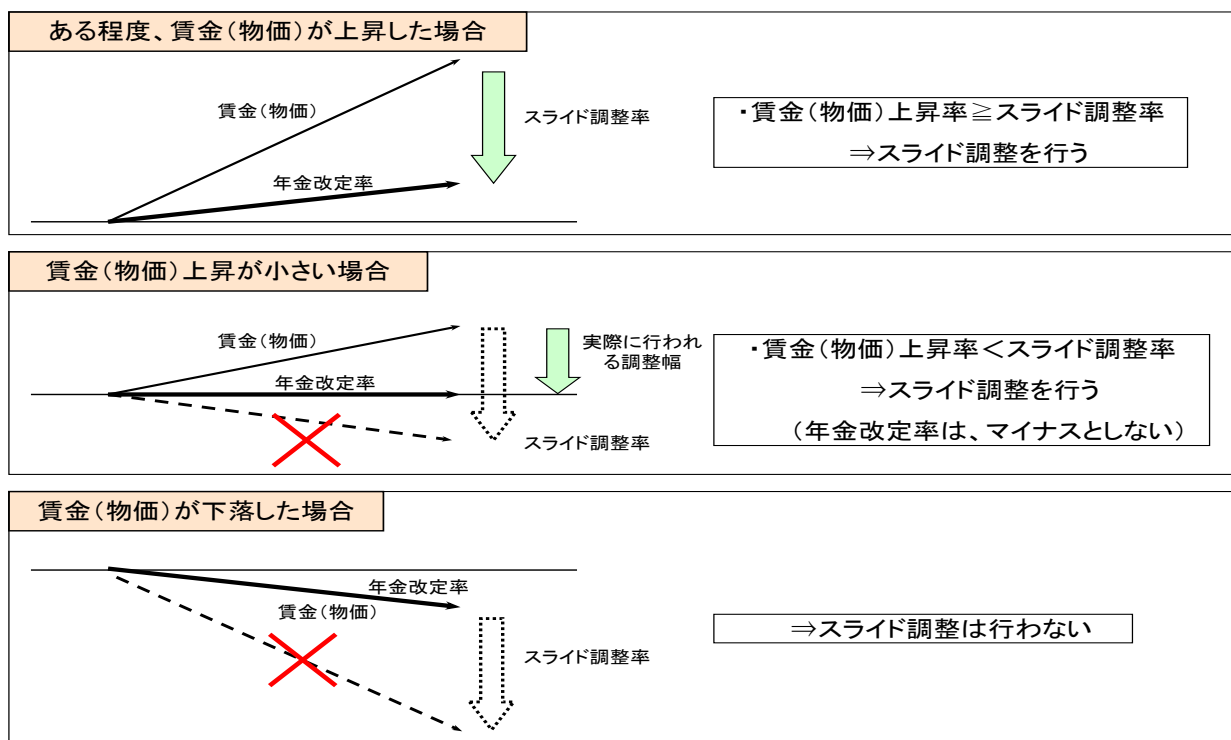 ある程度、賃金(物価)が上昇した場合
賃金(物価)
スライド調整率
年金改定率
・賃金(物価)上昇率≧スライド調整率
⇒スライド調整を行う
賃金(物価)上昇が小さい場合
賃金(物価)
年金改定率
実際に行われ
る調整幅
スライド調整率
・賃金(物価)上昇率<スライド調整率
⇒スライド調整を行う
(年金改定率は、マイナスとしない)
賃金(物価)が下落した場合
年金改定率
賃金(物価)
スライド調整率
⇒スライド調整は行わない